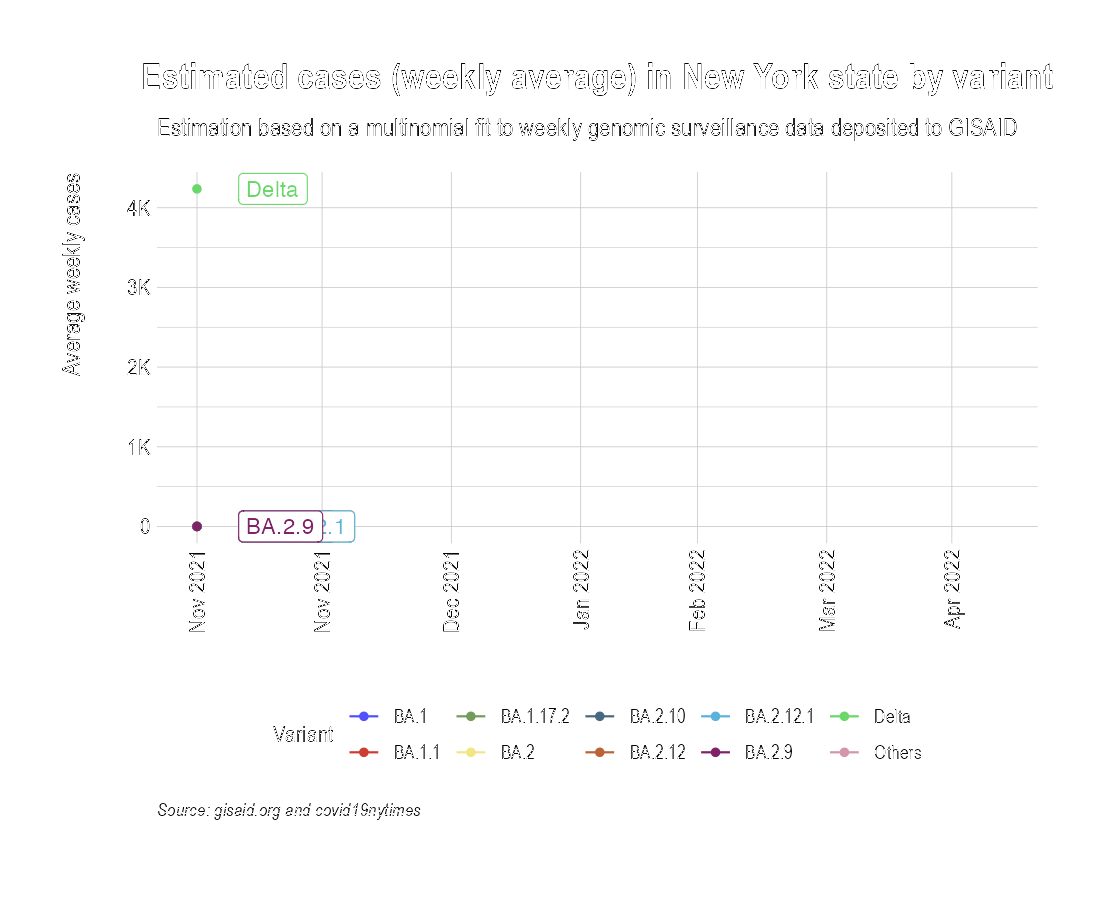 Estimated cases (weekly average) in New York state by variant
Estimation based on a multinomial fit to weekly genomic surveillance data deposited to GISAID
Average weekly cases
Delta
4K
3K
2K
1K
0
BA.2.9 2.1
Nov 2021 Nov 2021 Dec 2021 Jan 2022 Feb 2022 Mar 2022 Apr 2022
Variant
BA.1 BA.1.17.2 BA.2.10 BA.2.12.1 Delta
BA.1.1 BA.2 BA.2.12 BA.2.9 Others
Source: gisaid.org and covid19nytimes